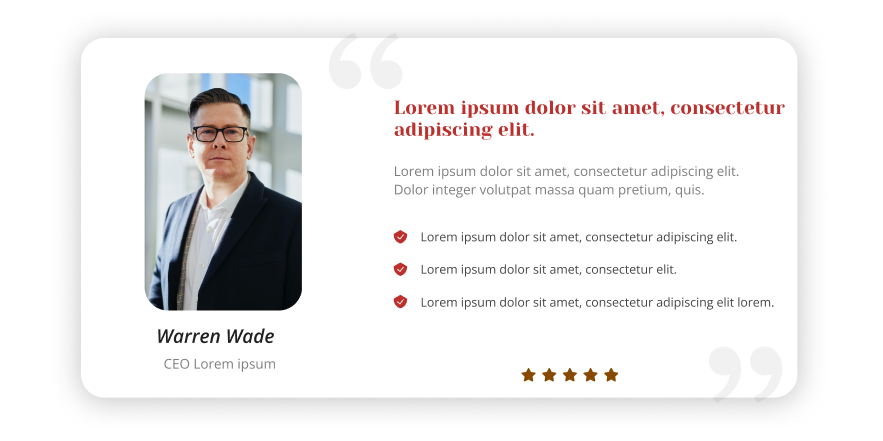 Lorem ipsum dolor sit amet, consectetur
adipiscing elit.
Lorem ipsum dolor sit amet, consectetur adipiscing elit.
Dolor integer volutpat massa quam pretium, quis.
Lorem ipsum dolor sit amet, consectetur adipiscing elit.
Lorem ipsum dolor sit amet, consectetur elit.
Lorem ipsum dolor sit amet, consectetur adipiscing elit lorem.
Warren Wade
CEO Lorem ipsum